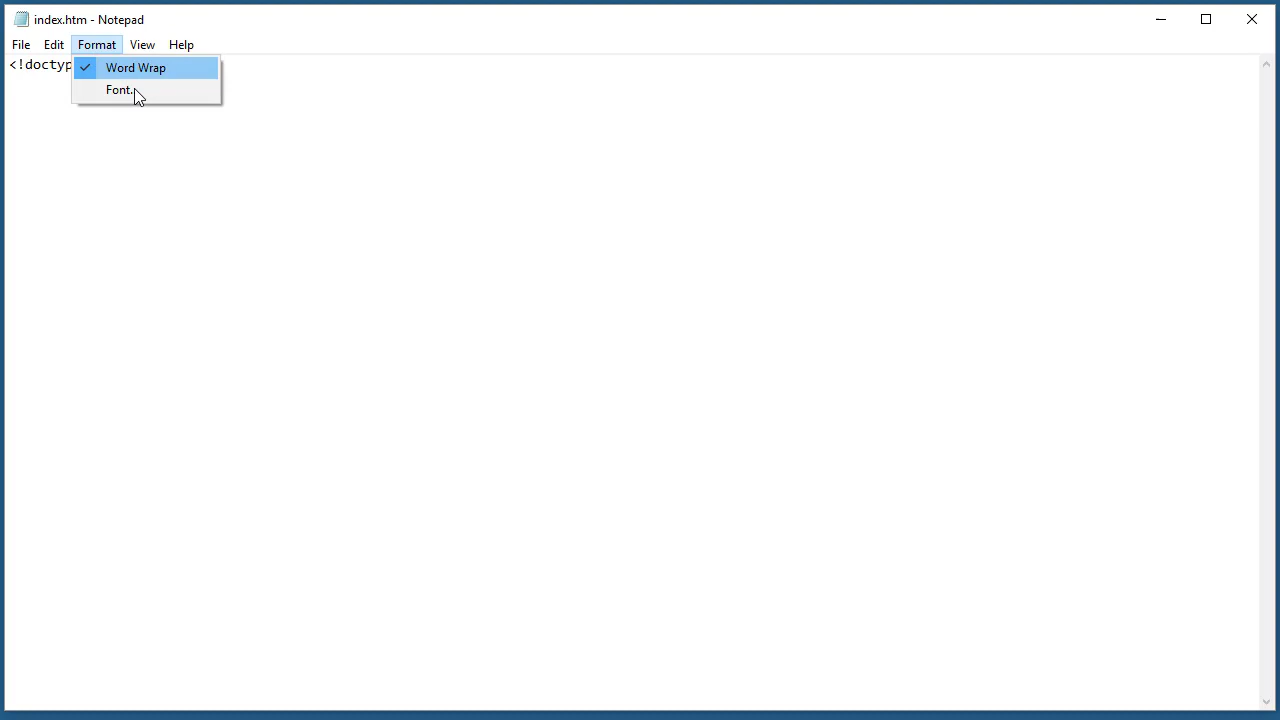 index.htm - Notepad
File Edit Format View Help
<!doctyp
Word Wrap
Font..